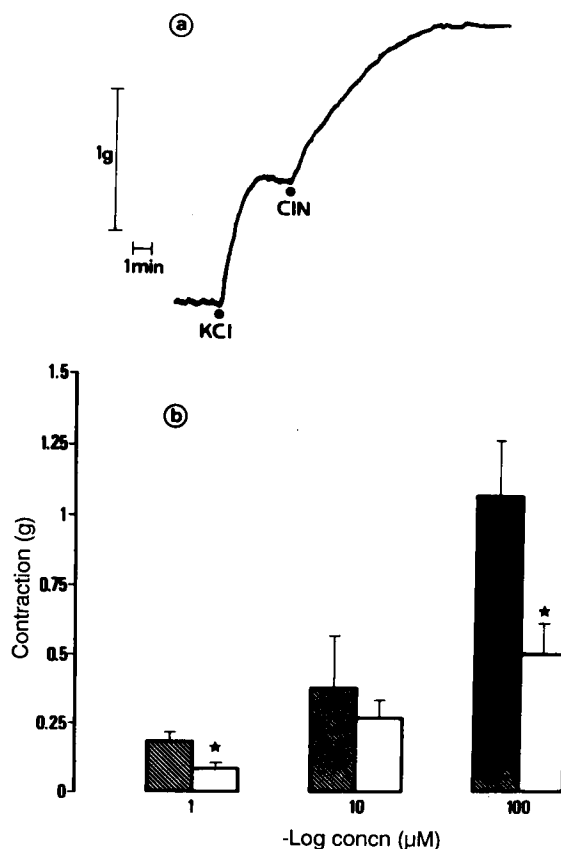 a
1g
CIN
1min
KCl
1.5
b
1.25
1
0.75
0.5
0.25
0
Contraction (g)
★
★
1
10
100
-Log concn (μM)